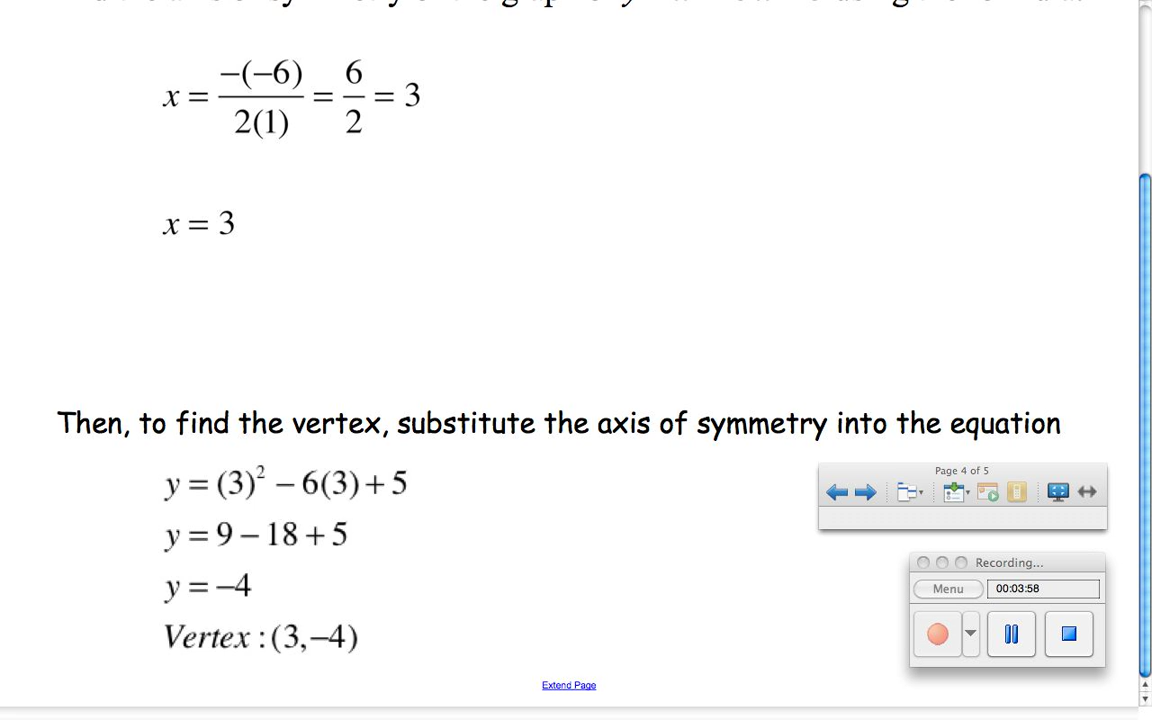 x = −(−6)/2(1) = 6/2 = 3
x = 3
Then, to find the vertex, substitute the axis of symmetry into the equation
y = (3)² − 6(3) + 5
y = 9 − 18 + 5
y = −4
Vertex : (3, −4)
Page 4 of 5
Recording...
Menu
00:03:58
Extend Page